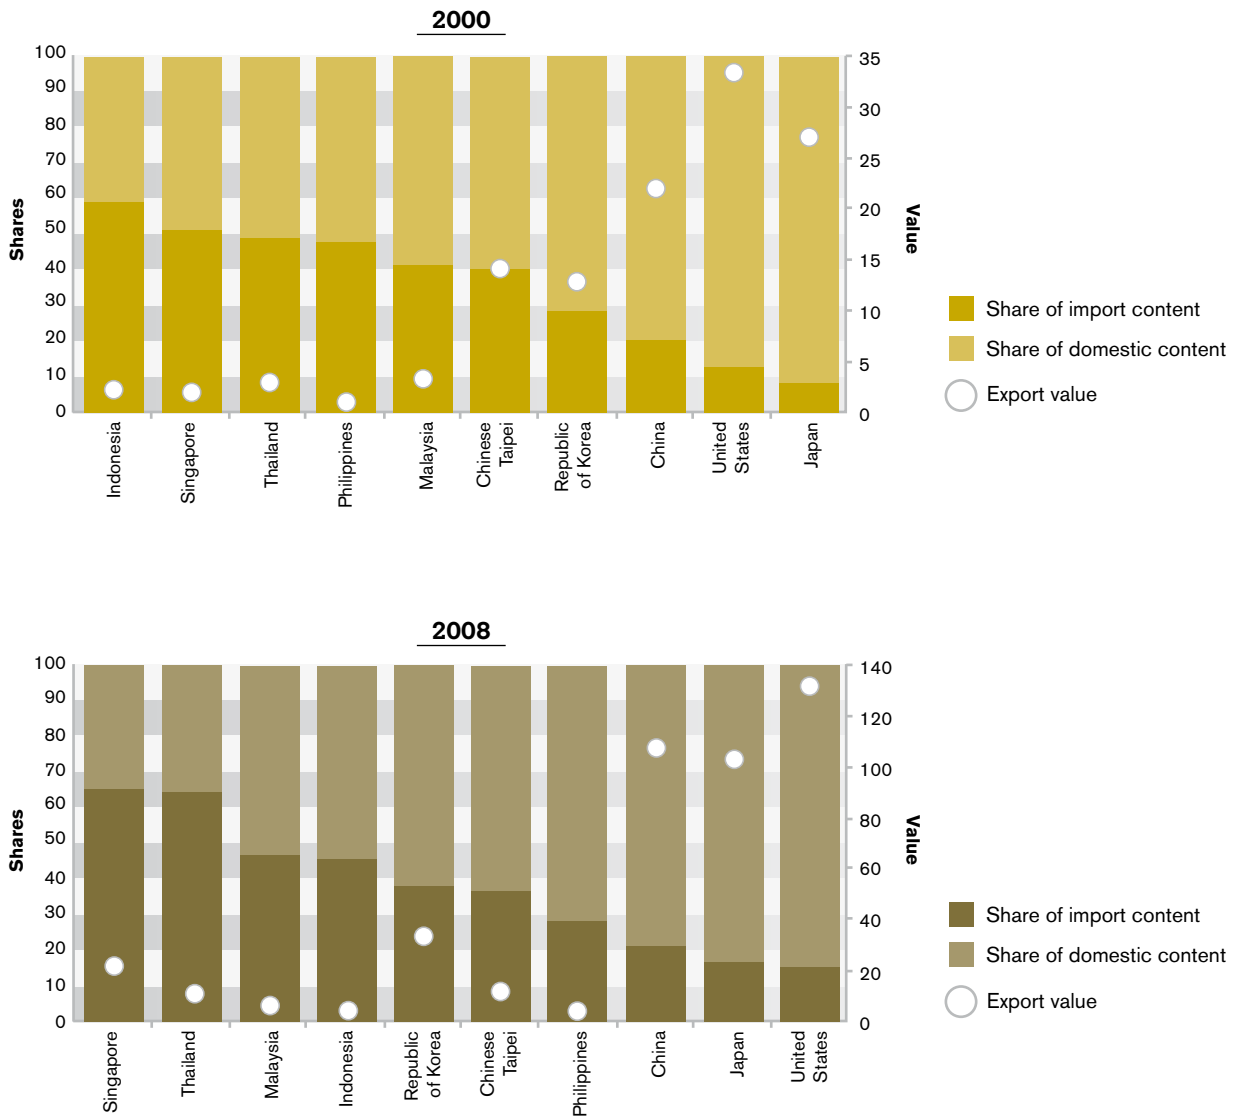 2000
100
90
80
70
60
50
40
30
20
10
0
Shares
35
30
25
20
15
10
5
0
Value
Indonesia
Singapore
Thailand
Philippines
Malaysia
Chinese
Taipei
Republic
of Korea
China
United
States
Japan
Share of import content
Share of domestic content
Export value
2008
100
90
80
70
60
50
40
30
20
10
0
Shares
140
120
100
80
60
40
20
0
Value
Singapore
Thailand
Malaysia
Indonesia
Republic
of Korea
Chinese
Taipei
Philippines
China
Japan
United
States
Share of import content
Share of domestic content
Export value